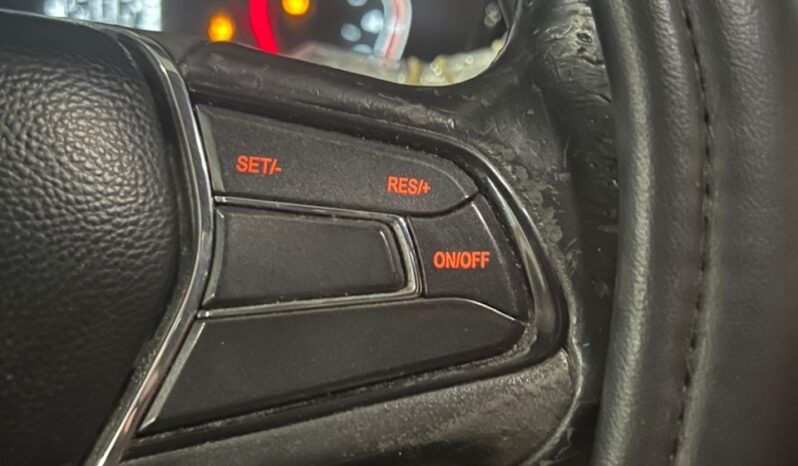 SET/-
RES/+
ON/OFF